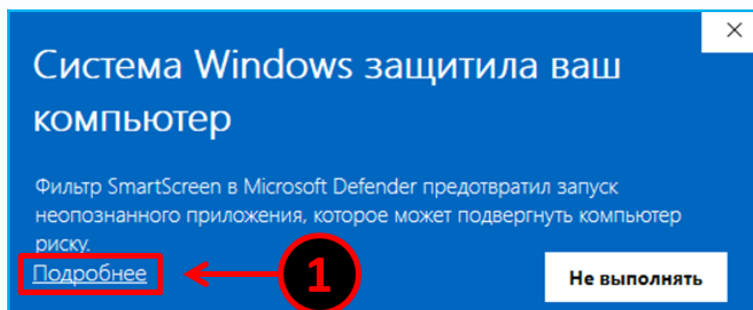 Система Windows защитила ваш
компьютер
Фильтр SmartScreen в Microsoft Defender предотвратил запуск
неопознанного приложения, которое может подвергнуть компьютер
риску.
Подробнее
1
Не выполнять